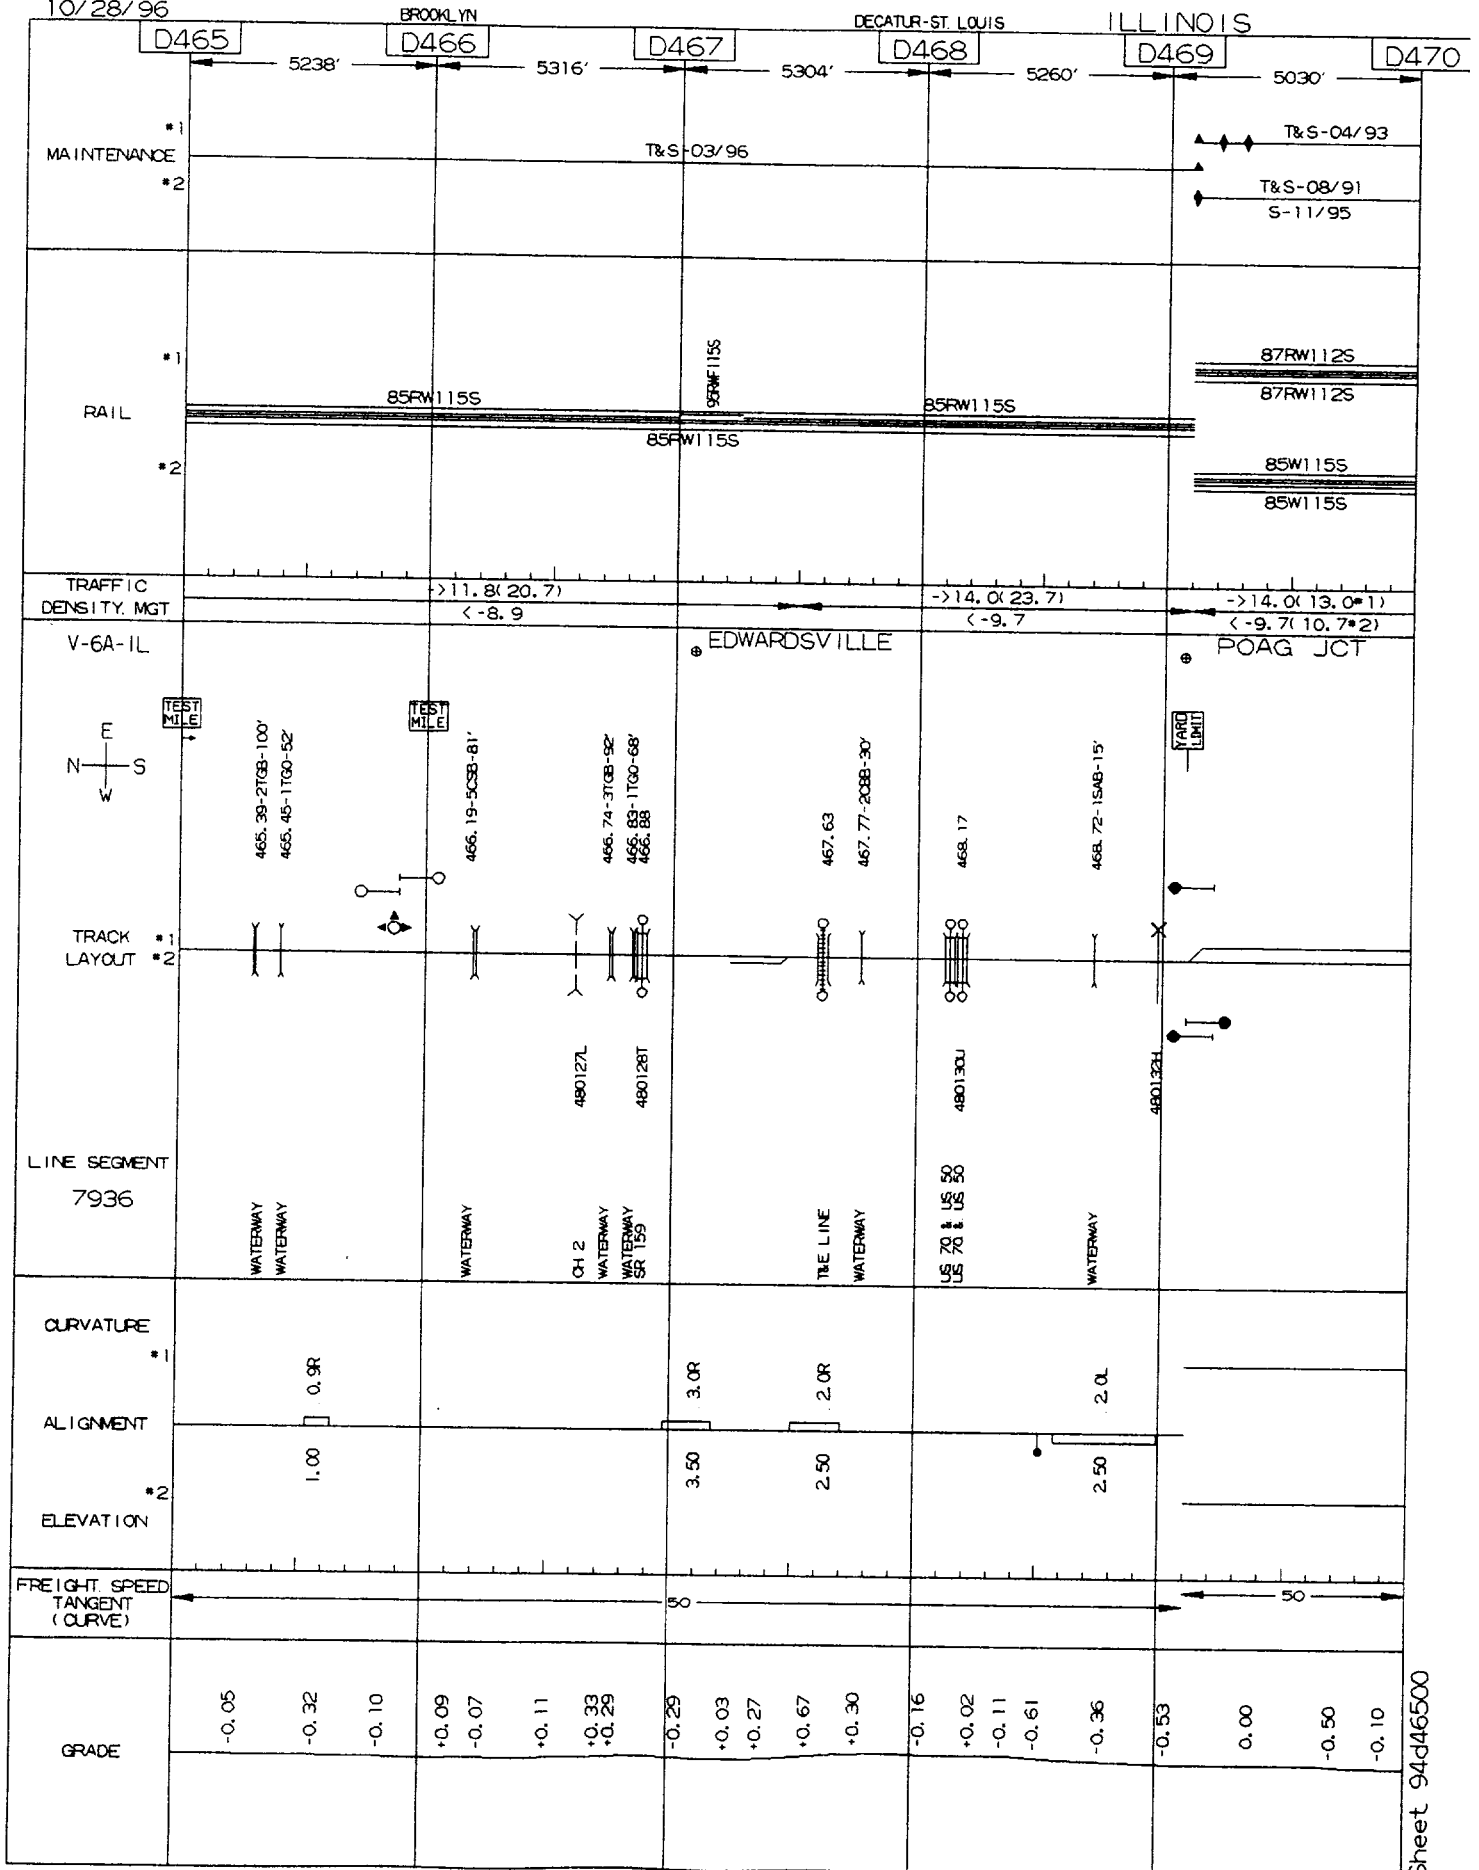 10/28/96
BROOKLYN
DECATUR-ST. LOUIS
ILLINOIS
D465
D466
D467
D468
D469
D470
5238'
5316'
5304'
5260'
5030'
MAINTENANCE
*1
*2
T&S-03/96
T&S-04/93
T&S-08/91
S-11/95
RAIL
*1
*2
85RW115S
95RWF115S
85RW115S
85RW115S
87RW112S
87RW112S
85W115S
85W115S
TRAFFIC
DENSITY. MGT
->11.8(20.7)
<-8.9
->14.0(23.7)
<-9.7
->14.0(13.0*1)
<-9.7(10.7*2)
V-6A-IL
EDWARDSVILLE
POAG JCT
TEST MILE
TEST MILE
YARD LIMIT
E
N S
W
465.39-2TGB-100'
465.45-1TGO-52'
466.19-5CSB-81'
466.74-3TGB-92'
466.83-1TGO-68'
466.88
467.63
467.77-2CBB-30'
468.17
468.72-1SAB-15'
TRACK *1
LAYOUT *2
480127L
480128T
480130U
480132H
LINE SEGMENT
7936
WATERWAY
WATERWAY
WATERWAY
CH 2
WATERWAY
WATERWAY
SR 159
T&E LINE
WATERWAY
US 70 & US 50
US 70 & US 50
WATERWAY
CURVATURE
*1
ALIGNMENT
*2
ELEVATION
0.9R
3.0R
2.0R
2.0L
1.00
3.50
2.50
2.50
FREIGHT. SPEED
TANGENT
(CURVE)
50
50
GRADE
-0.05
-0.32
-0.10
+0.09
-0.07
+0.11
+0.33
+0.29
-0.29
+0.03
+0.27
+0.67
+0.30
-0.16
+0.02
-0.11
-0.61
-0.36
-0.53
0.00
-0.50
-0.10
Sheet 94d46500